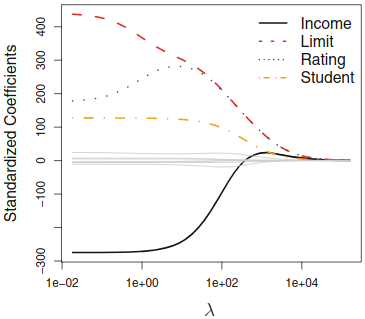 Income
Limit
Rating
Student
Standardized Coefficients
400
300
200
100
0
−100
−300
1e−02 1e+00 1e+02 1e+04
λ